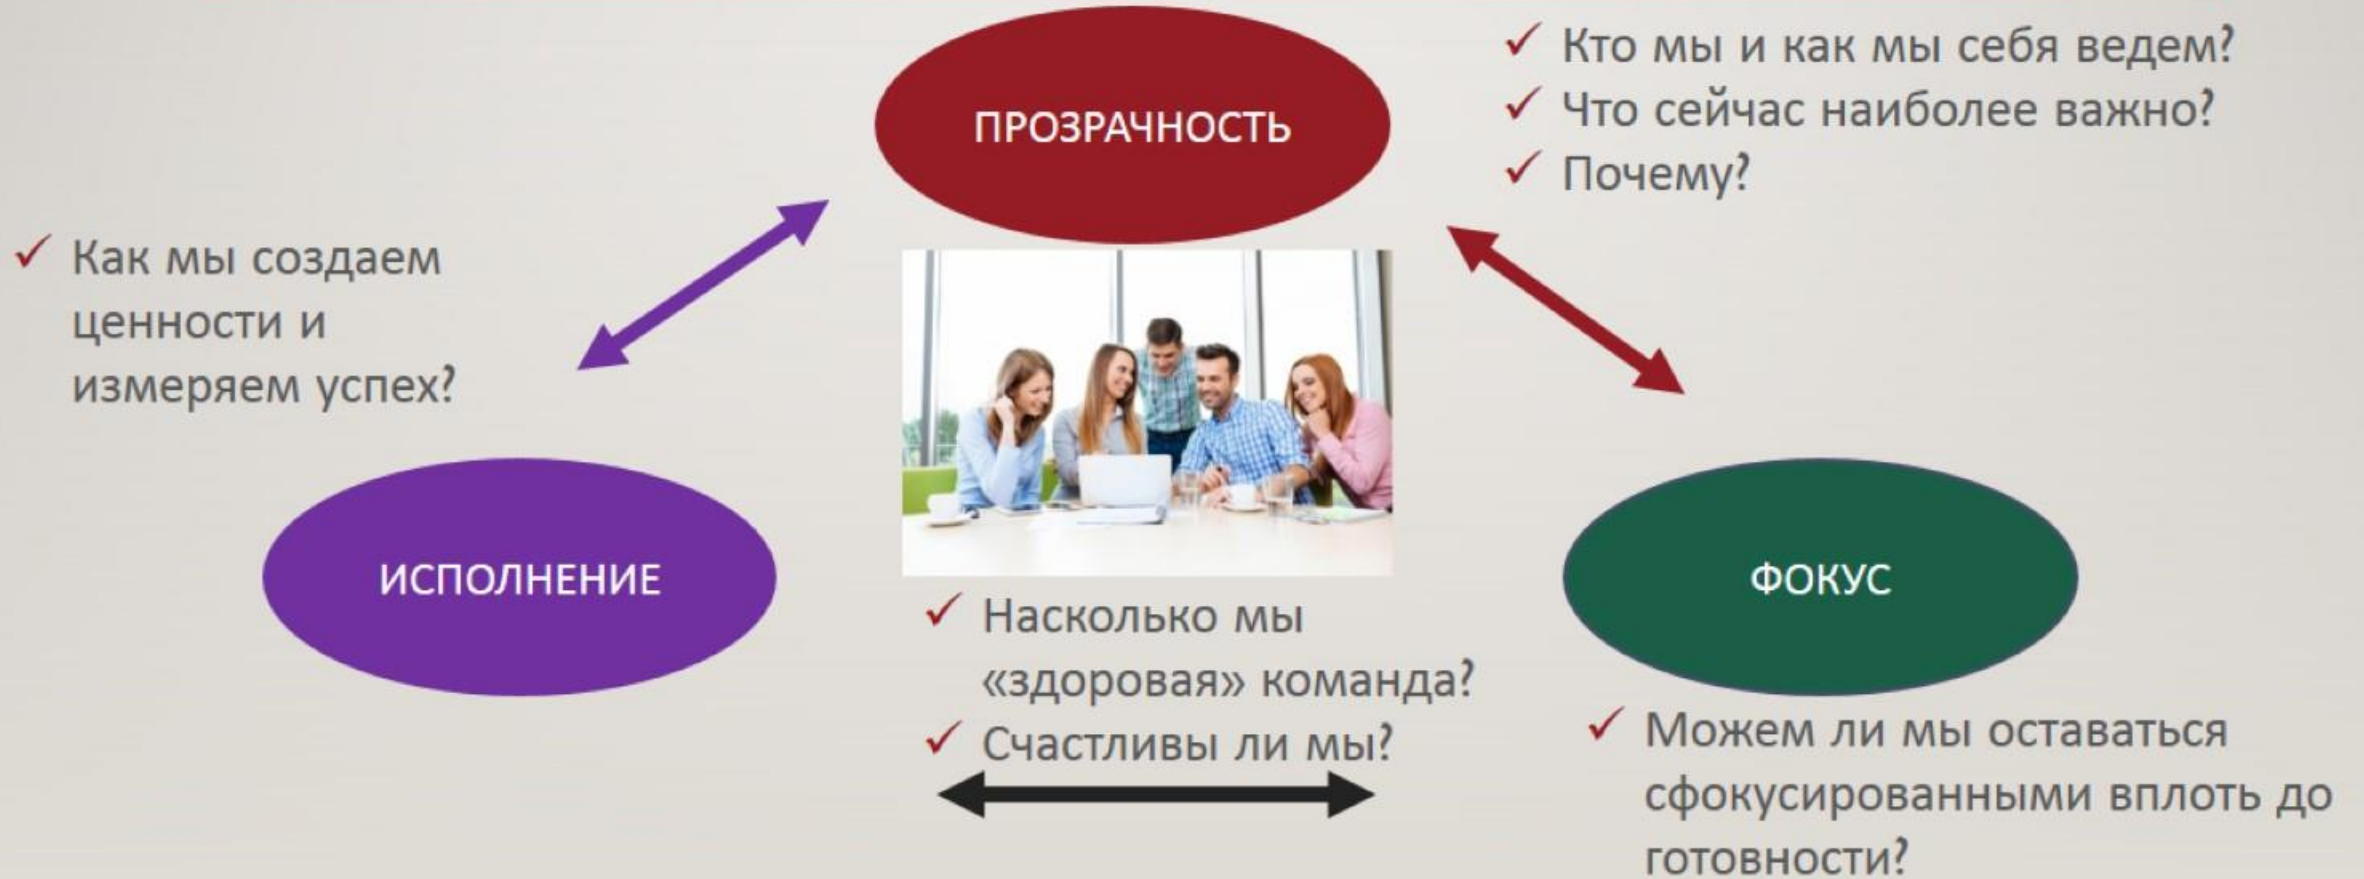 ПРОЗРАЧНОСТЬ
✓ Кто мы и как мы себя ведем?
✓ Что сейчас наиболее важно?
✓ Почему?
✓ Как мы создаем
ценности и
измеряем успех?
ИСПОЛНЕНИЕ
✓ Насколько мы
«здоровая» команда?
✓ Счастливы ли мы?
ФОКУС
✓ Можем ли мы оставаться
сфокусированными вплоть до
готовности?